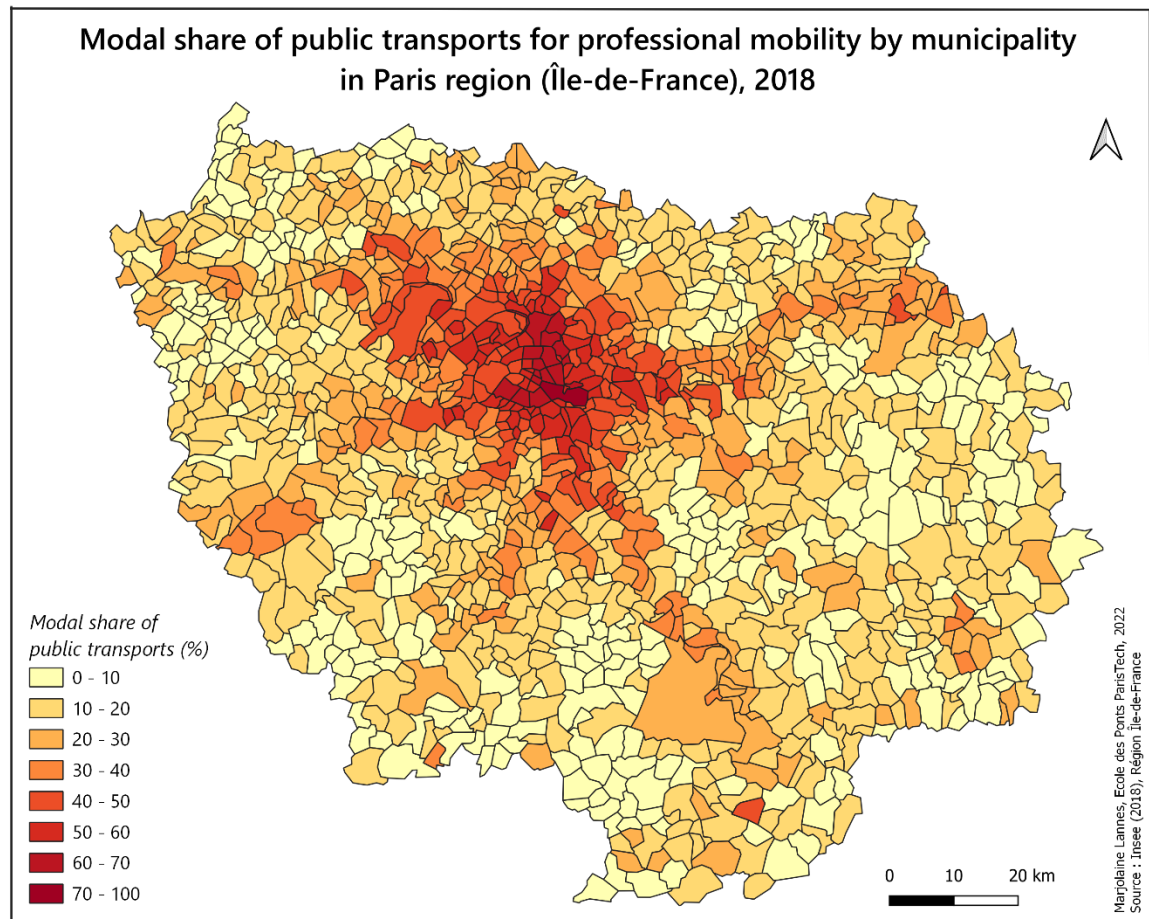 Modal share of public transports for professional mobility by municipality
in Paris region (Île-de-France), 2018
Modal share of
public transports (%)
0 - 10
10 - 20
20 - 30
30 - 40
40 - 50
50 - 60
60 - 70
70 - 100
0 10 20 km
Marjolaine Lannes, Ecole des Ponts ParisTech, 2022
Source : Insee (2018), Région Île-de-France